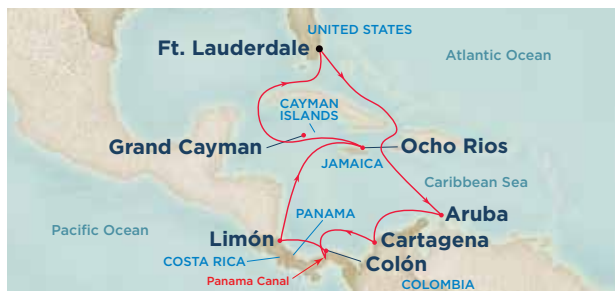 UNITED STATES
Ft. Lauderdale
Atlantic Ocean
CAYMAN
ISLANDS
Grand Cayman
Ocho Rios
JAMAICA
Caribbean Sea
PANAMA
Aruba
Pacific Ocean
Limón
Cartagena
COSTA RICA
Colón
Panama Canal
COLOMBIA